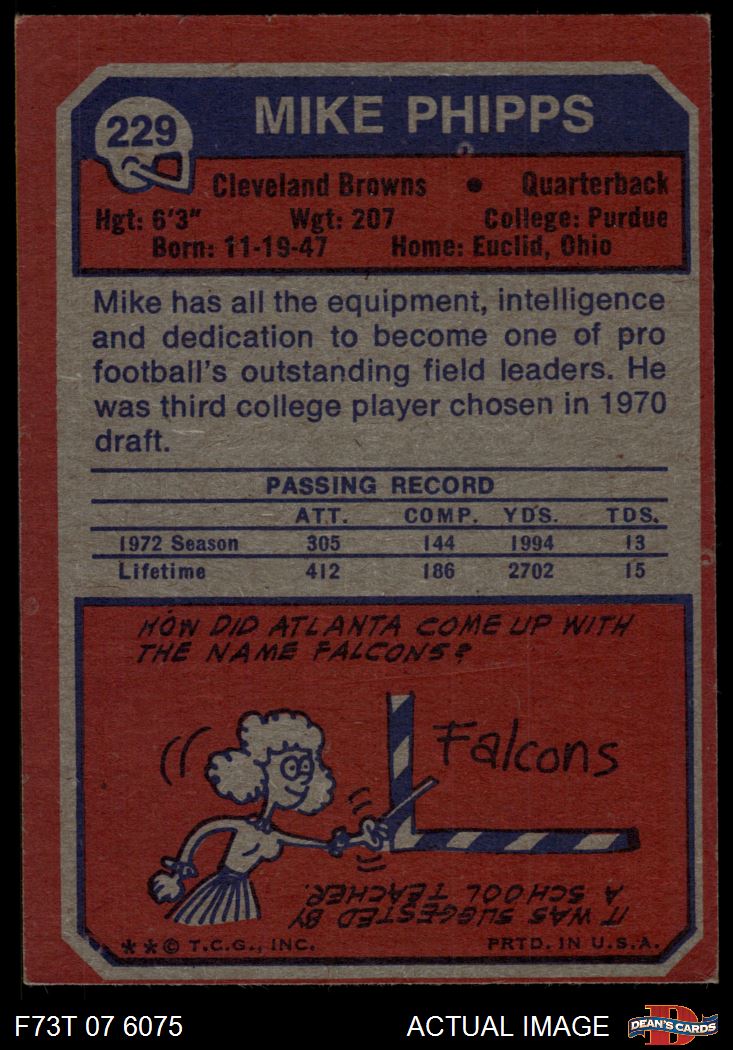 229
MIKE PHIPPS
Cleveland Browns • Quarterback
Hgt: 6'3" Wgt: 207 College: Purdue
Born: 11-19-47 Home: Euclid, Ohio
Mike has all the equipment, intelligence
and dedication to become one of pro
football's outstanding field leaders. He
was third college player chosen in 1970
draft.
PASSING RECORD
ATT. COMP. YDS. TDS.
1972 Season 305 144 1994 13
Lifetime 412 186 2702 15
HOW DID ATLANTA COME UP WITH
THE NAME FALCONS?
Falcons
IT WAS SUGGESTED BY
A SCHOOL TEACHER.
**© T.C.G., INC. PRTD. IN U.S.A.
F73T 07 6075 ACTUAL IMAGE D DEAN'S CARDS